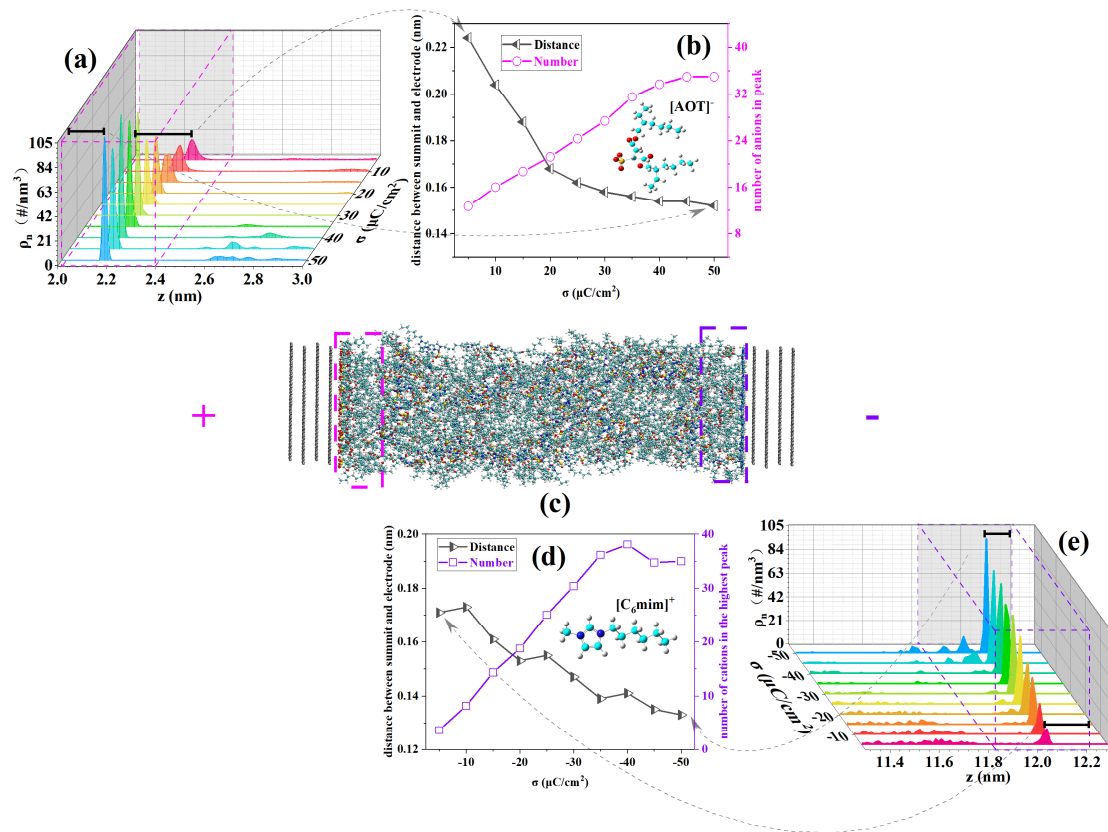 (a)
105
84
63
42
21
0
ρn (#/nm3)
2.0
2.2
2.4
2.6
2.8
3.0
z (nm)
10
20
30
40
50
σ (μC/cm2)
(b)
Distance
Number
[AOT]-
0.22
0.20
0.18
0.16
0.14
distance between summit and electrode (nm)
40
32
24
16
8
number of anions in peak
10
20
30
40
50
σ (μC/cm2)
+
-
(c)
(d)
Distance
Number
[C6mim]+
0.20
0.18
0.16
0.14
0.12
distance between summit and electrode (nm)
40
30
20
10
0
number of cations in the highest peak
-10
-20
-30
-40
-50
σ (μC/cm2)
(e)
105
84
63
42
21
0
ρn (#/nm3)
-50
-40
-30
-20
-10
σ (μC/cm2)
11.4
11.6
11.8
12.0
12.2
z (nm)